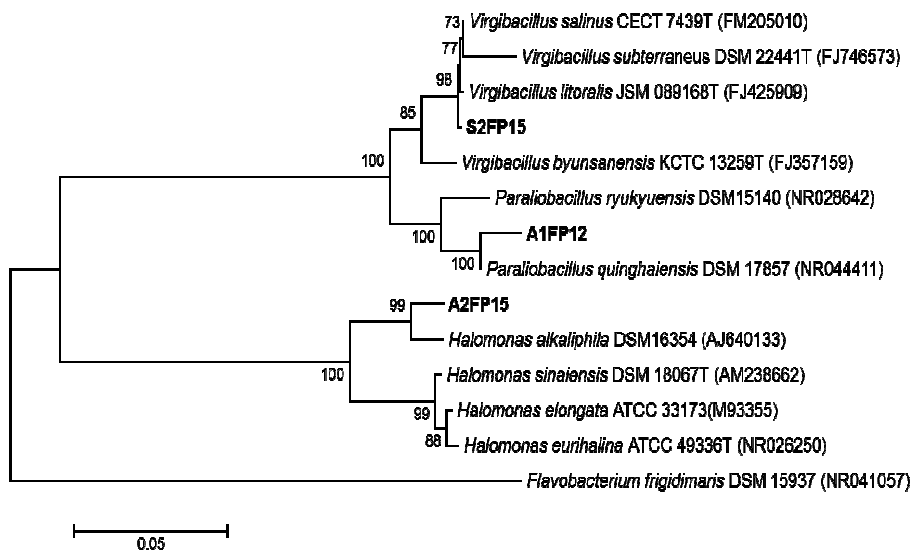 73 Virgibacillus salinus CECT 7439T (FM205010)
77 Virgibacillus subterraneus DSM 22441T (FJ746573)
98 Virgibacillus litoralis JSM 089168T (FJ425909)
85 S2FP15
100 Virgibacillus byunsanensis KCTC 13259T (FJ357159)
Paraliobacillus ryukyuensis DSM15140 (NR028642)
100 A1FP12
100 Paraliobacillus quinghaiensis DSM 17857 (NR044411)
99 A2FP15
Halomonas alkaliphila DSM16354 (AJ640133)
100 Halomonas sinaiensis DSM 18067T (AM238662)
99 Halomonas elongata ATCC 33173(M93355)
88 Halomonas eurihalina ATCC 49336T (NR026250)
Flavobacterium frigidimaris DSM 15937 (NR041057)
0.05